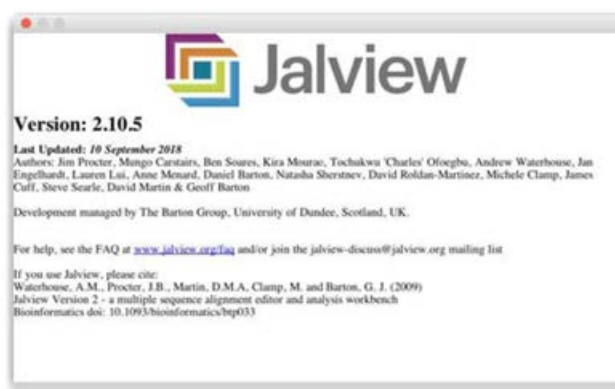 Jalview
Version: 2.10.5
Last Updated: 10 September 2018
Authors: Jim Procter, Mungo Carstairs, Ben Soares, Kira Mourao, Tochukwu 'Charles' Ofoegbu, Andrew Waterhouse, Jan
Engelhardt, Lauren Lui, Anne Menard, Daniel Barton, Natasha Sherstnev, David Roldan-Martinez, Michele Clamp, James
Cuff, Steve Searle, David Martin & Geoff Barton
Development managed by The Barton Group, University of Dundee, Scotland, UK.
For help, see the FAQ at www.jalview.org/faq and/or join the jalview-discuss@jalview.org mailing list
If you use Jalview, please cite:
Waterhouse, A.M., Procter, J.B., Martin, D.M.A, Clamp, M. and Barton, G. J. (2009)
Jalview Version 2 - a multiple sequence alignment editor and analysis workbench
Bioinformatics doi: 10.1093/bioinformatics/btp033